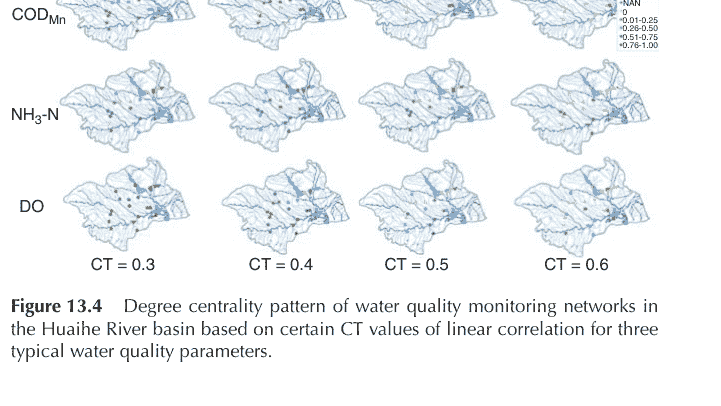 COD_Mn
NAN
0
0.01-0.25
0.26-0.50
0.51-0.75
0.76-1.00
NH₃-N
DO
CT = 0.3 CT = 0.4 CT = 0.5 CT = 0.6
Figure 13.4 Degree centrality pattern of water quality monitoring networks in
the Huaihe River basin based on certain CT values of linear correlation for three
typical water quality parameters.